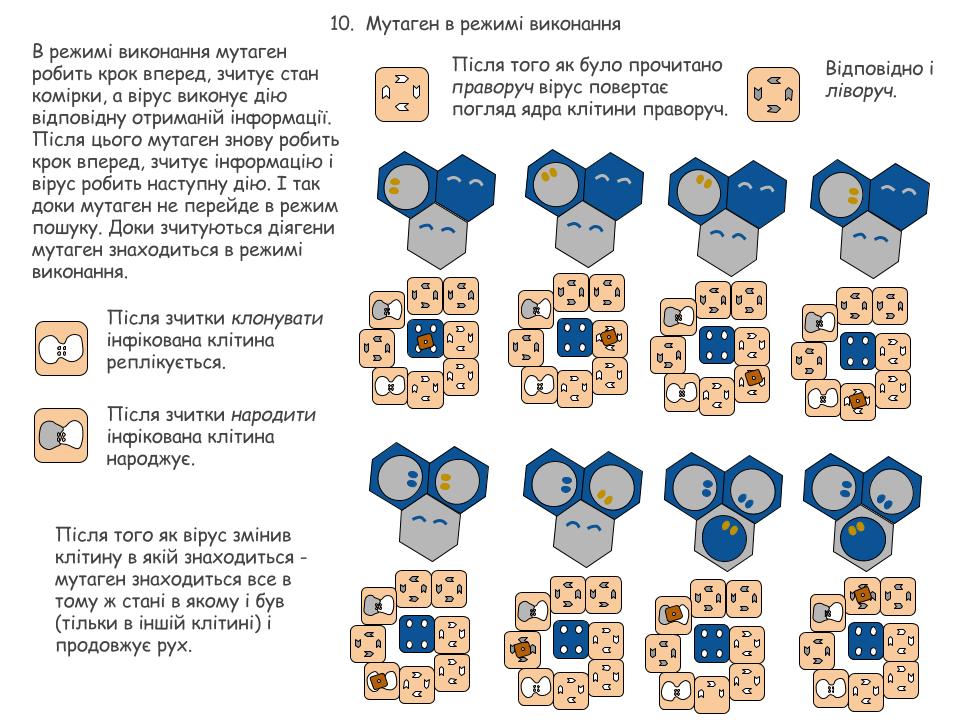 10. Мутаген в режимі виконання
В режимі виконання мутаген
робить крок вперед, зчитує стан
комірки, а вірус виконує дію
відповідну отриманій інформації.
Після цього мутаген знову робить
крок вперед, зчитує інформацію і
вірус робить наступну дію. І так
доки мутаген не перейде в режим
пошуку. Доки зчитуються діягени
мутаген знаходиться в режимі
виконання.
Після того як було прочитано
праворуч вірус повертає
погляд ядра клітини праворуч.
Відповідно і
ліворуч.
Після зчитки клонувати
інфікована клітина
реплікується.
Після зчитки народити
інфікована клітина
народжує.
Після того як вірус змінив
клітину в якій знаходиться -
мутаген знаходиться все в
тому ж стані в якому і був
(тільки в іншій клітині) і
продовжує рух.